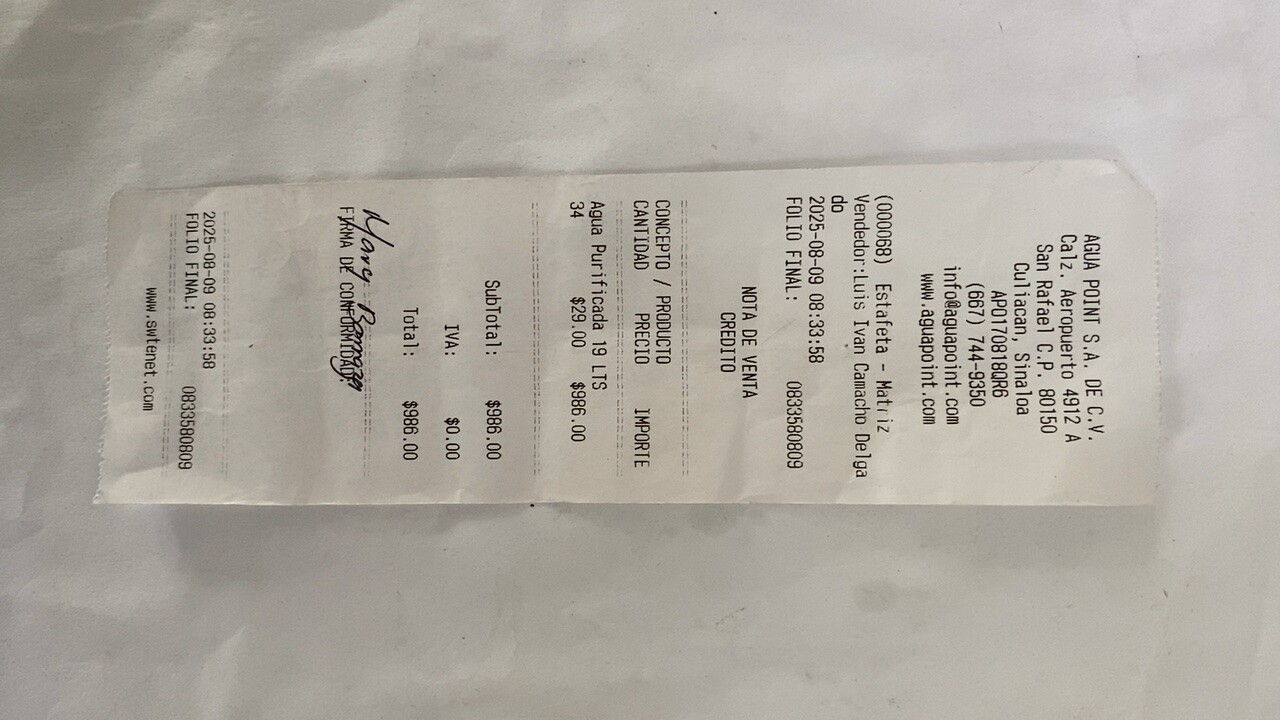 AGUA POINT S.A. DE C.V.
Calz. Aeropuerto 4912 A
San Rafael C.P. 80150
Culiacan, Sinaloa
APO170818QR6
(667) 744-9350
info@aguapoint.com
www.aguapoint.com
(0000068) Estafeta - Matriz
Vendedor:Luis Ivan Camacho Delga
do
2025-08-09 08:33:58
FOLIO FINAL: 0833580809
NOTA DE VENTA
CREDITO
CONCEPTO / PRODUCTO
CANTIDAD PRECIO IMPORTE
Agua Purificada 19 LTS
34 $29.00 $986.00
SubTotal: $986.00
IVA: $0.00
Total: $986.00
Mary
FIRMA DE CONFORMIDAD.
2025-08-09 08:33:58
FOLIO FINAL: 0833580809
www.swtenet.com